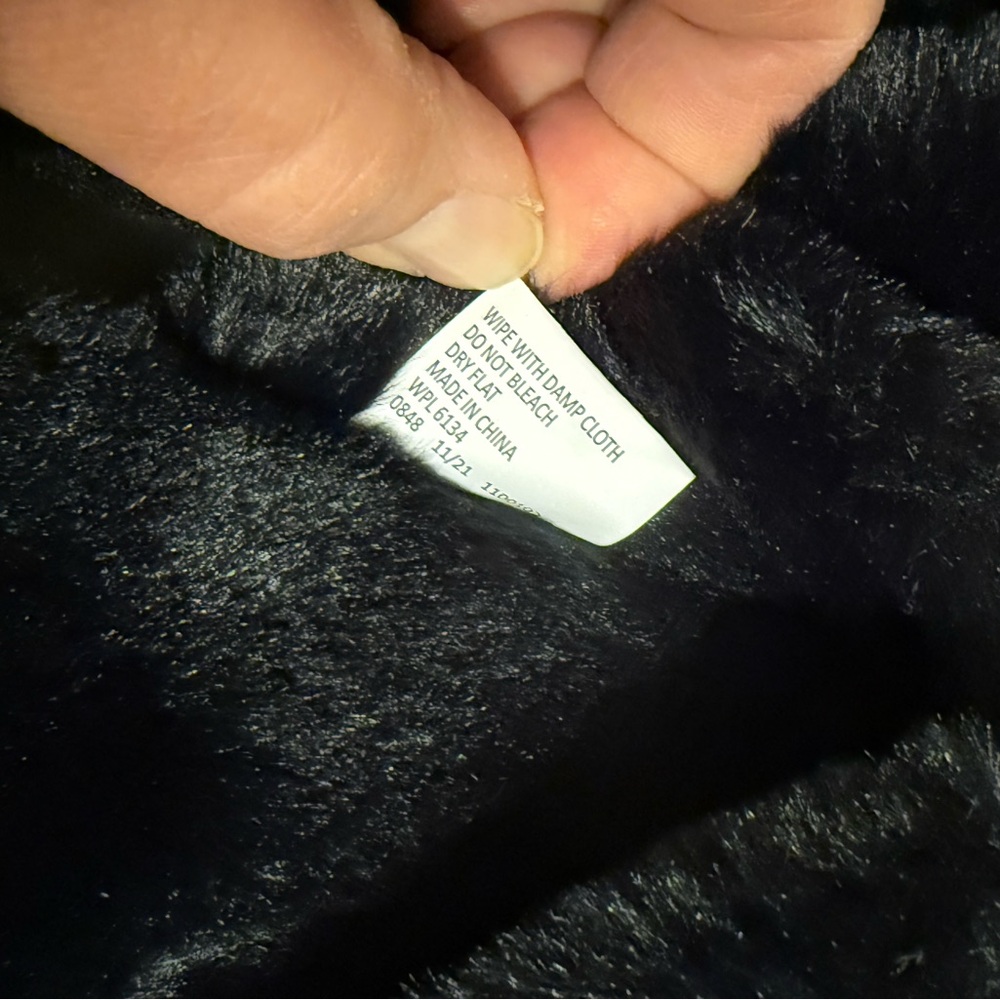 WIPE WITH DAMP CLOTH
DO NOT BLEACH
DRY FLAT
MADE IN CHINA
WPL 6134
0848 11/21